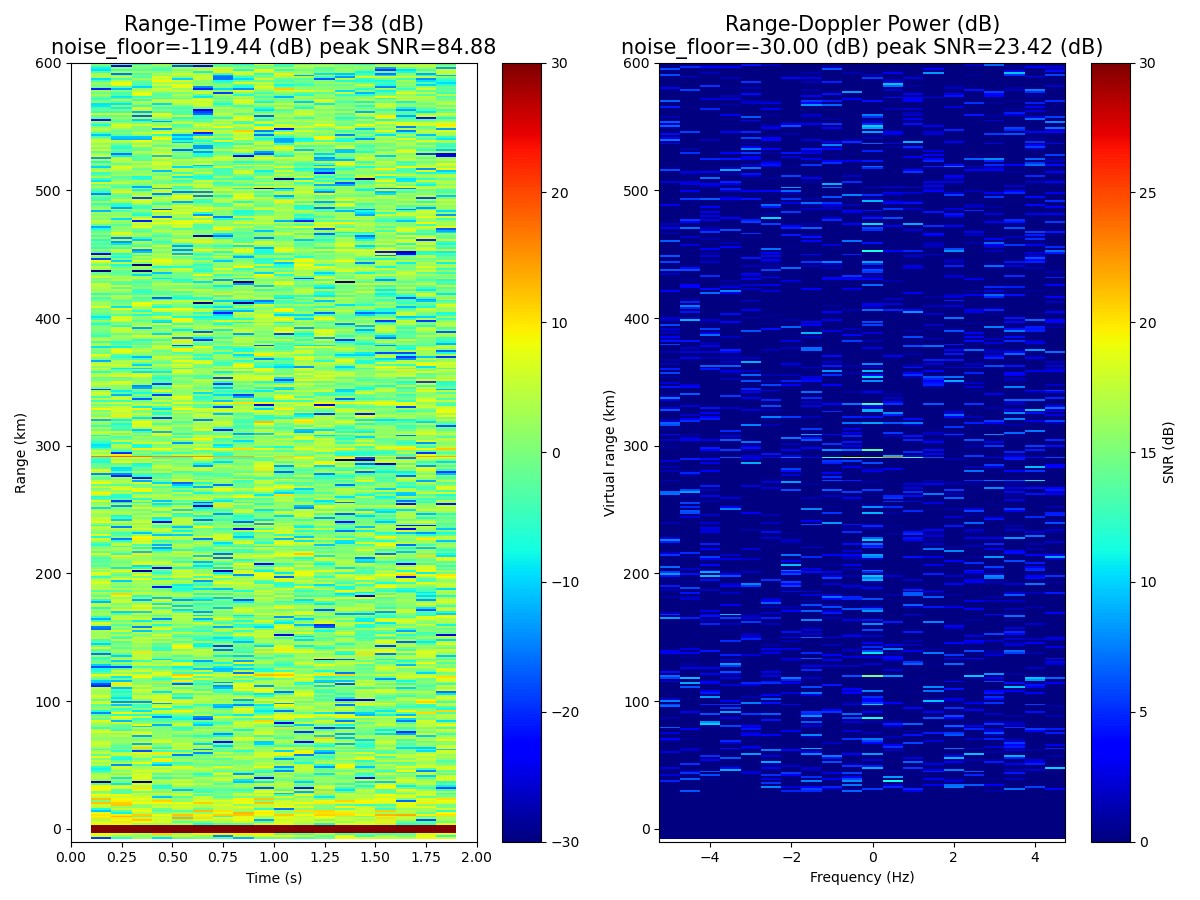 Range-Time Power f=38 (dB)
noise_floor=-119.44 (dB) peak SNR=84.88
Range (km)
600
500
400
300
200
100
0
0.00 0.25 0.50 0.75 1.00 1.25 1.50 1.75 2.00
Time (s)
30
20
10
0
−10
−20
−30
Range-Doppler Power (dB)
noise_floor=-30.00 (dB) peak SNR=23.42 (dB)
Virtual range (km)
600
500
400
300
200
100
0
−4 −2 0 2 4
Frequency (Hz)
30
25
20
15
10
5
0
SNR (dB)